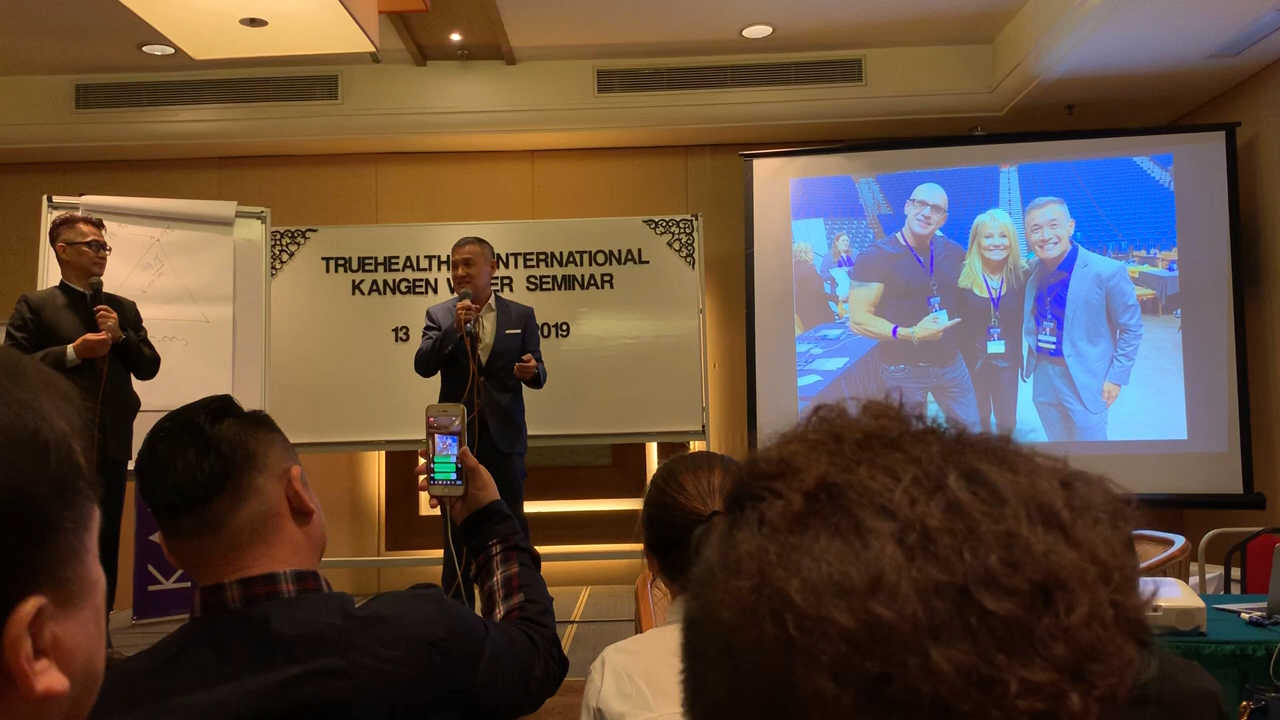 TRUEHEALTH INTERNATIONAL
KANGEN W ER SEMINAR
13 2019
K